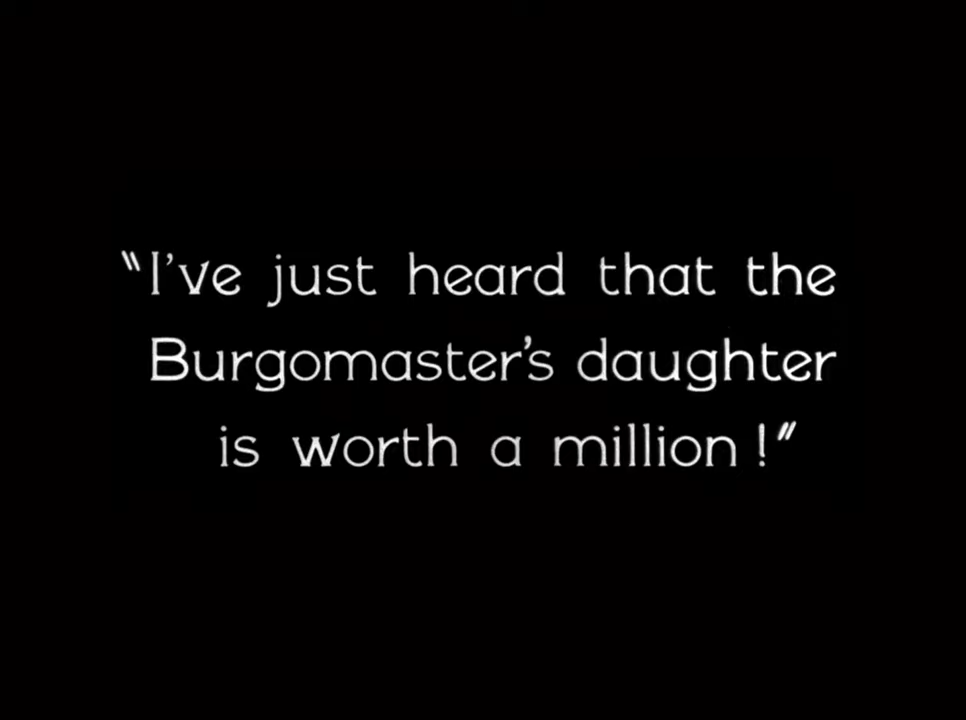 "I've just heard that the
Burgomaster's daughter
is worth a million!"